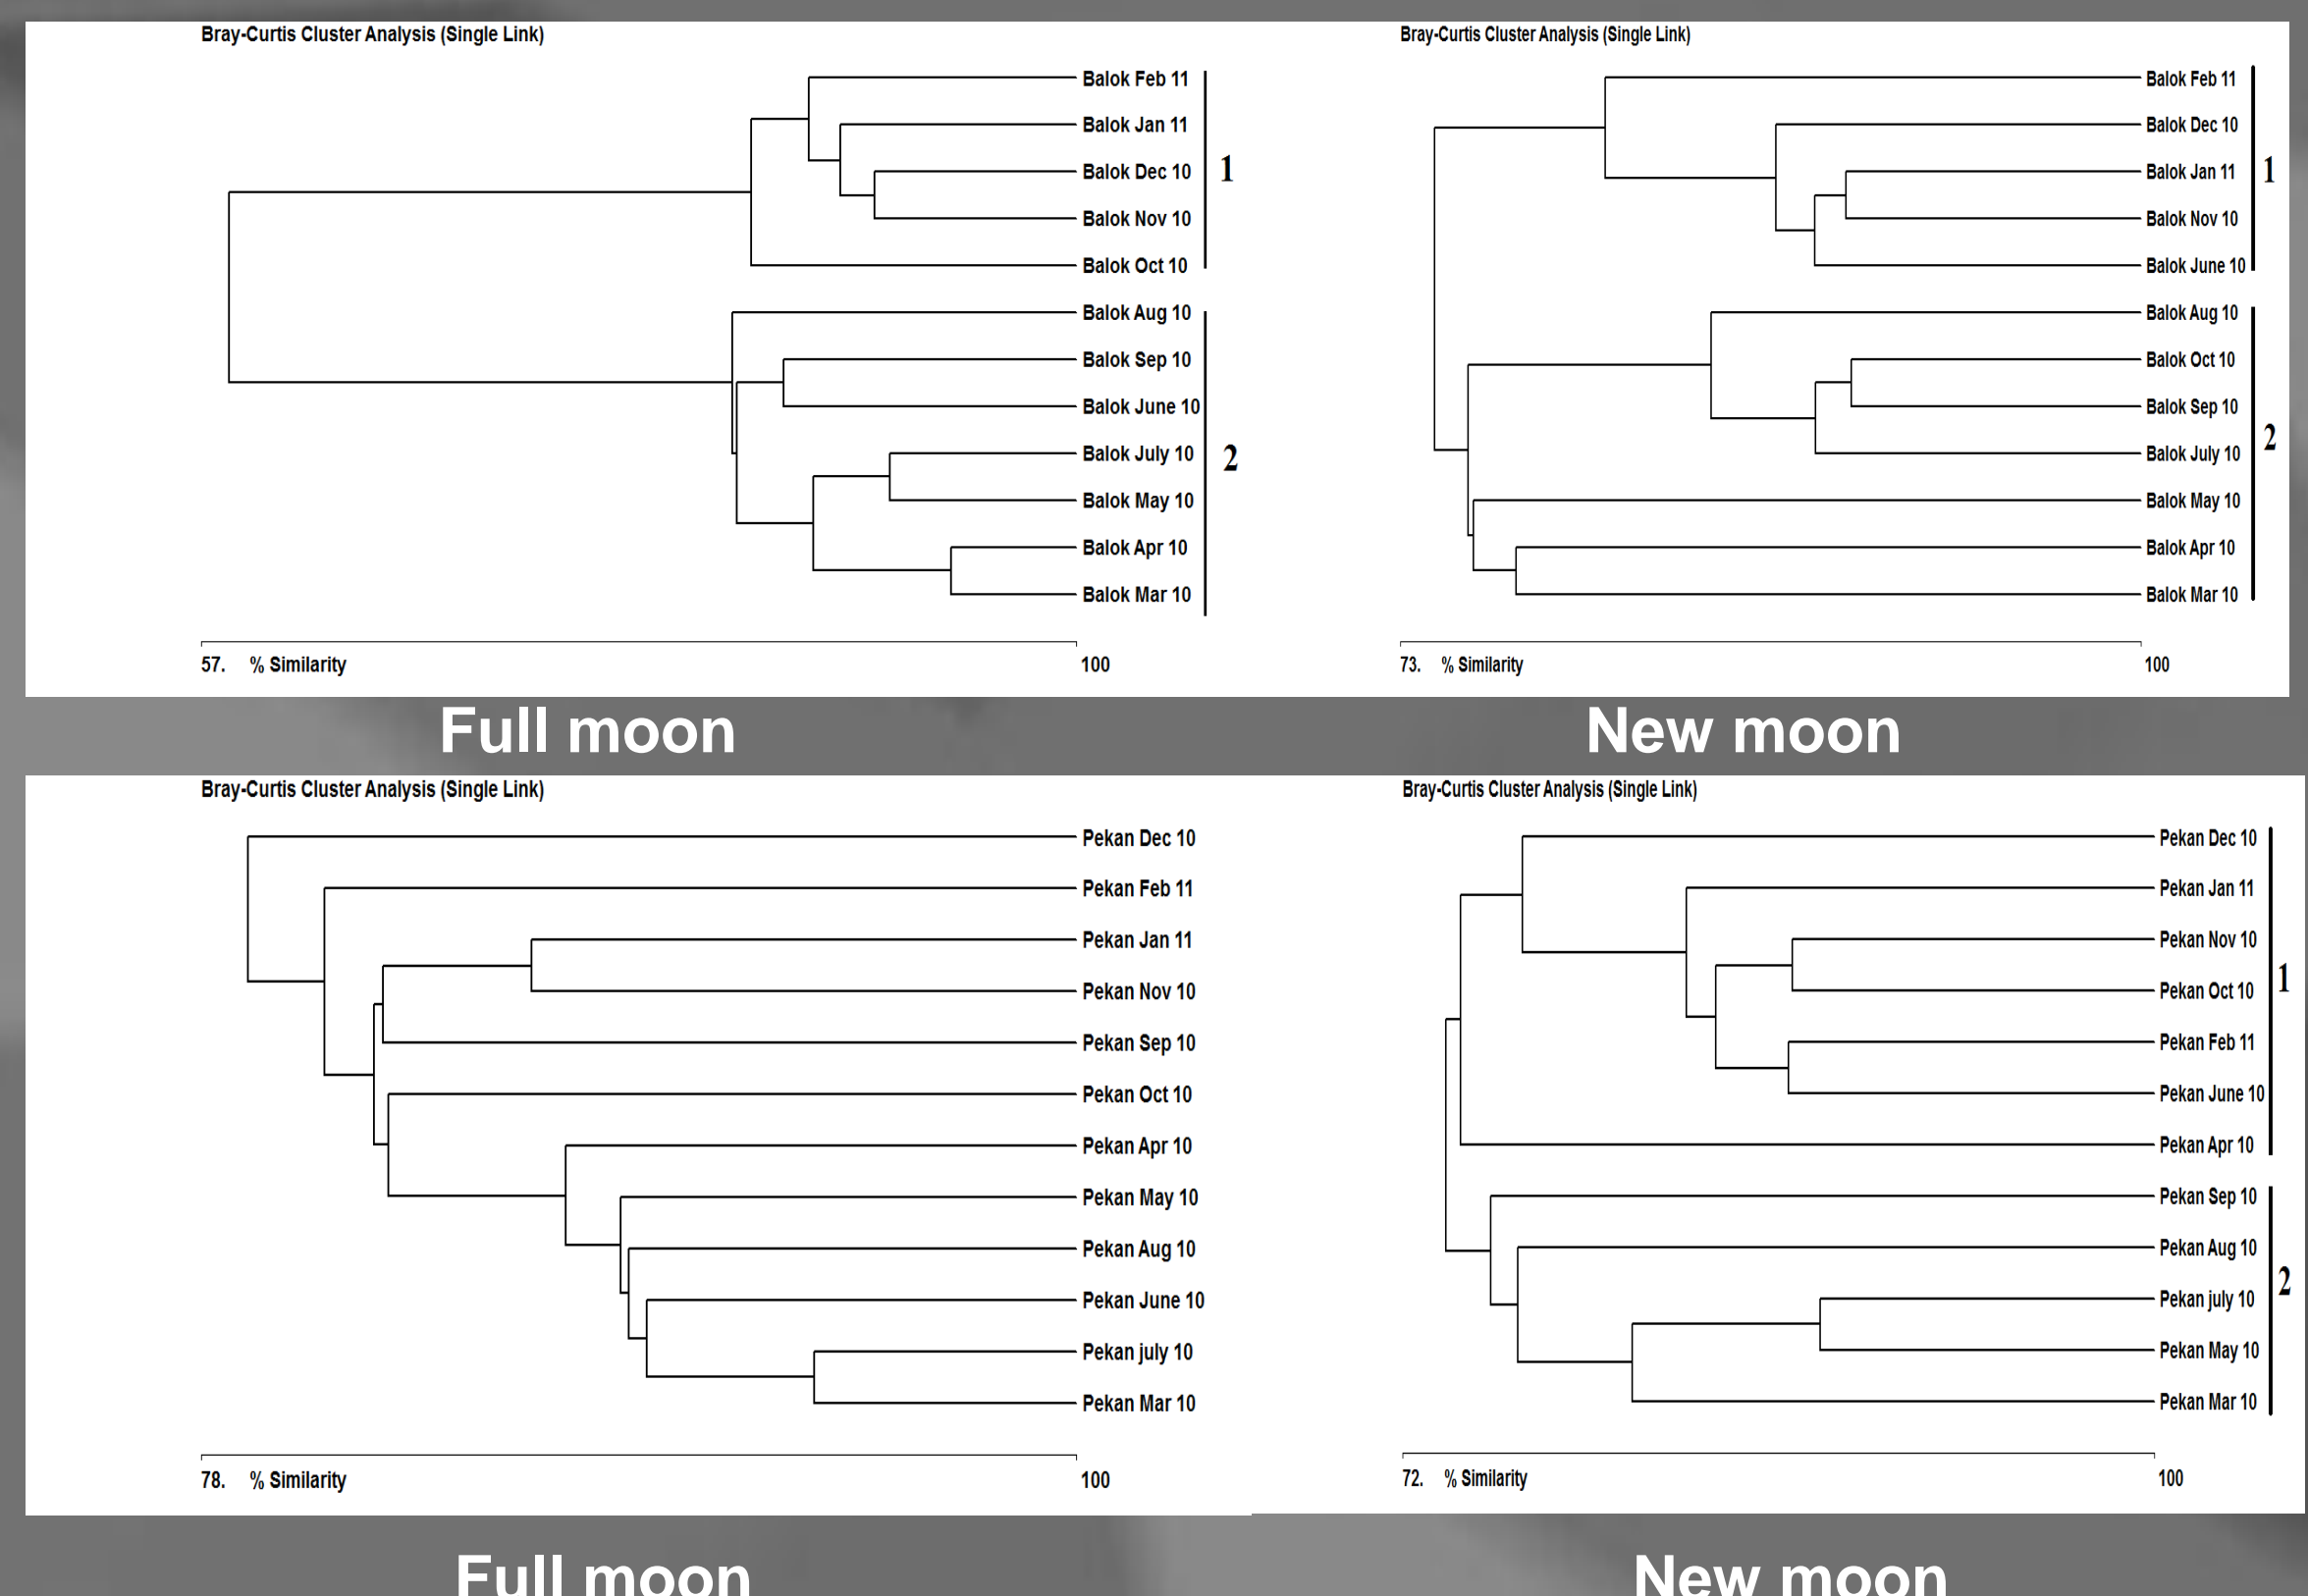 Bray-Curtis Cluster Analysis (Single Link)
Balok Feb 11
Balok Jan 11
Balok Dec 10
1
Balok Nov 10
Balok Oct 10
Balok Aug 10
Balok Sep 10
Balok June 10
Balok July 10
2
Balok May 10
Balok Apr 10
Balok Mar 10
57. % Similarity 100
Full moon
Bray-Curtis Cluster Analysis (Single Link)
Balok Feb 11
Balok Dec 10
Balok Jan 11
1
Balok Nov 10
Balok June 10
Balok Aug 10
Balok Oct 10
Balok Sep 10
2
Balok July 10
Balok May 10
Balok Apr 10
Balok Mar 10
73. % Similarity 100
New moon
Bray-Curtis Cluster Analysis (Single Link)
Pekan Dec 10
Pekan Feb 11
Pekan Jan 11
Pekan Nov 10
Pekan Sep 10
Pekan Oct 10
Pekan Apr 10
Pekan May 10
Pekan Aug 10
Pekan June 10
Pekan july 10
Pekan Mar 10
78. % Similarity 100
Full moon
Bray-Curtis Cluster Analysis (Single Link)
Pekan Dec 10
Pekan Jan 11
Pekan Nov 10
1
Pekan Oct 10
Pekan Feb 11
Pekan June 10
Pekan Apr 10
Pekan Sep 10
Pekan Aug 10
2
Pekan july 10
Pekan May 10
Pekan Mar 10
72. % Similarity 100
New moon